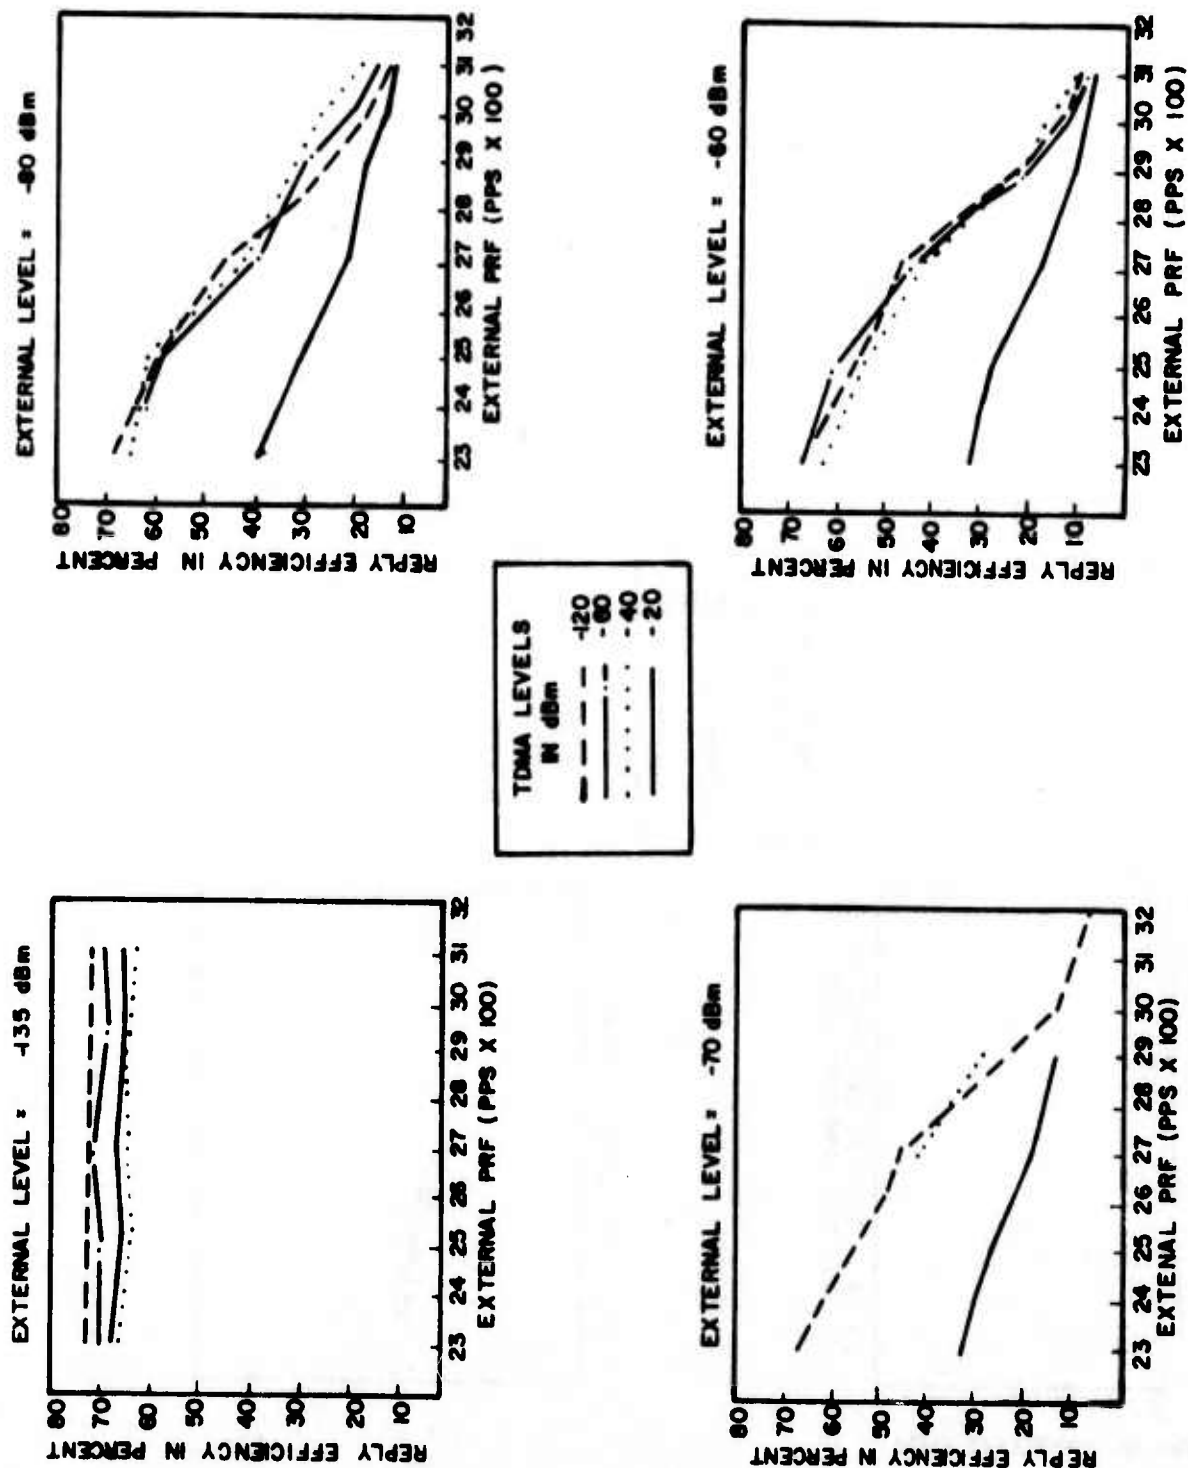 EXTERNAL LEVEL = -135 dBm
REPLY EFFICIENCY IN PERCENT
80
70
60
50
40
30
20
10
23 24 25 26 27 28 29 30 31 32
EXTERNAL PRF (PPS X 100)
EXTERNAL LEVEL = -80 dBm
REPLY EFFICIENCY IN PERCENT
80
70
60
50
40
30
20
10
23 24 25 26 27 28 29 30 31 32
EXTERNAL PRF (PPS X 100)
TDMA LEVELS
IN dBm
-120
-80
-40
-20
EXTERNAL LEVEL = -70 dBm
REPLY EFFICIENCY IN PERCENT
80
70
60
50
40
30
20
10
23 24 25 26 27 28 29 30 31 32
EXTENAL PRF (PPS X 100)
EXTERNAL LEVEL = -60 dBm
REPLY EFFICIENCY IN PERCENT
80
70
60
50
40
30
20
10
23 24 25 26 27 28 29 30 31 32
EXTERNAL PRF (PPS X 100)